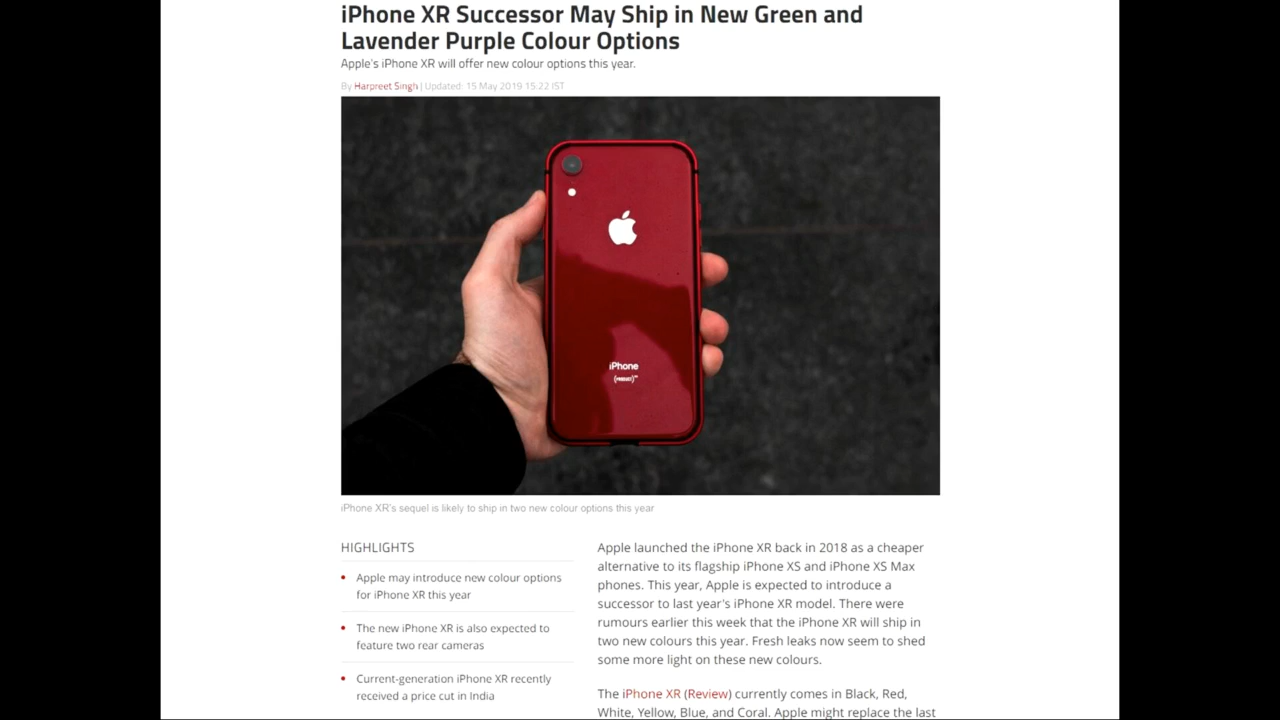 iPhone XR Successor May Ship in New Green and
Lavender Purple Colour Options
Apple's iPhone XR will offer new colour options this year.
By Harpreet Singh | Updated: 15 May 2019 15:22 IST
iPhone
(PRODUCT)™
iPhone XR's sequel is likely to ship in two new colour options this year
HIGHLIGHTS
Apple may introduce new colour options
for iPhone XR this year
The new iPhone XR is also expected to
feature two rear cameras
Current-generation iPhone XR recently
received a price cut in India
Apple launched the iPhone XR back in 2018 as a cheaper
alternative to its flagship iPhone XS and iPhone XS Max
phones. This year, Apple is expected to introduce a
successor to last year's iPhone XR model. There were
rumours earlier this week that the iPhone XR will ship in
two new colours this year. Fresh leaks now seem to shed
some more light on these new colours.
The iPhone XR (Review) currently comes in Black, Red,
White, Yellow, Blue, and Coral. Apple might replace the last